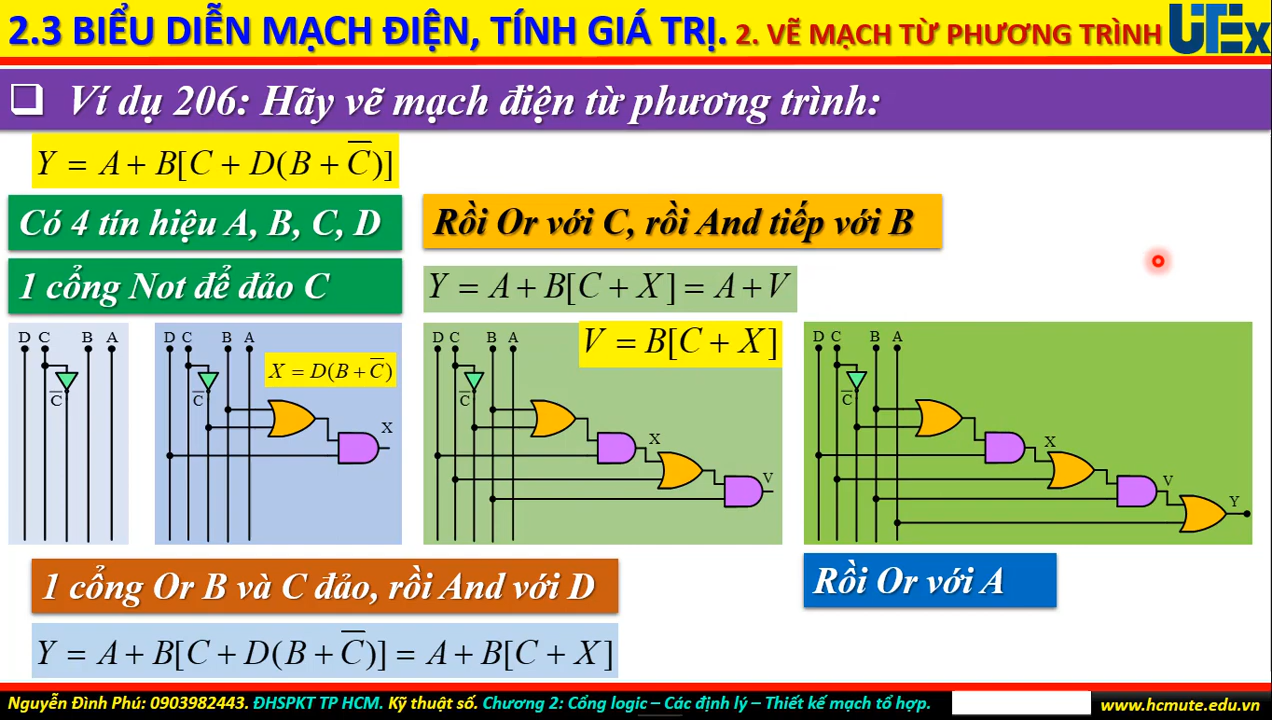 2.3 BIỂU DIỄN MẠCH ĐIỆN, TÍNH GIÁ TRỊ. 2. VẼ MẠCH TỪ PHƯƠNG TRÌNH UTEx
❑ Ví dụ 206: Hãy vẽ mạch điện từ phương trình:
Y = A + B[C + D(B + C̅)]
Có 4 tín hiệu A, B, C, D
1 cổng Not để đảo C
Rồi Or với C, rồi And tiếp với B
Y = A + B[C + X] = A + V
D C B A
C̅
D C B A
X = D(B + C̅)
C̅
X
V = B[C + X]
D C B A
C̅
X
V
D C B A
C̅
X
V
Y
1 cổng Or B và C đảo, rồi And với D
Rồi Or với A
Y = A + B[C + D(B + C̅)] = A + B[C + X]
Nguyễn Đình Phú: 0903982443. ĐHSPKT TP HCM. Kỹ thuật số. Chương 2: Cổng logic – Các định lý – Thiết kế mạch tổ hợp. www.hcmute.edu.vn